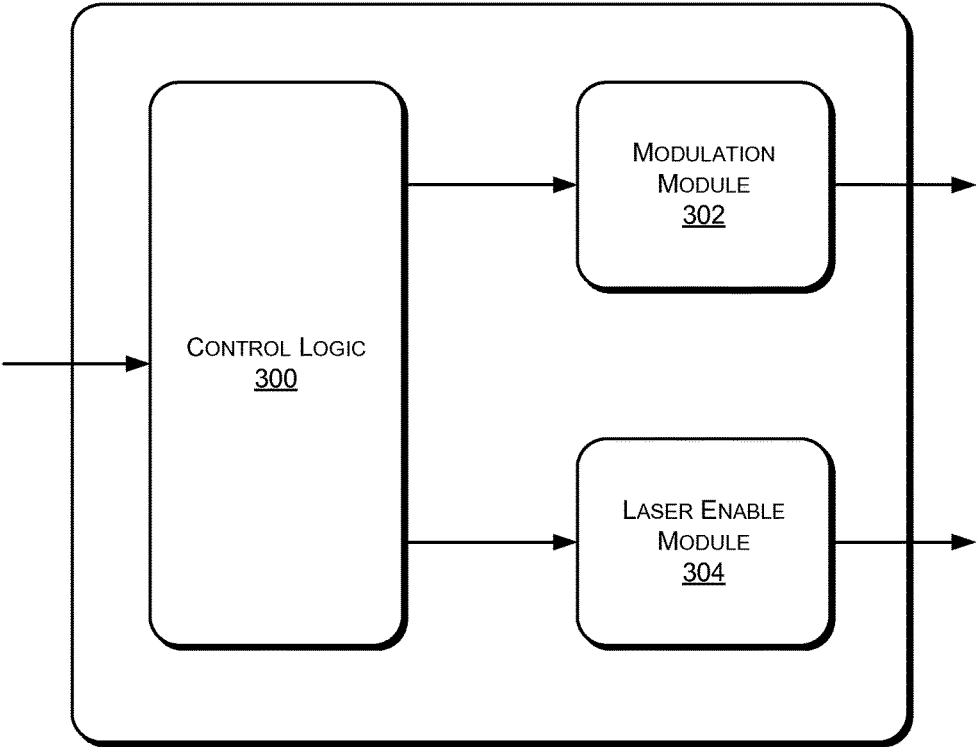 MODULATION
MODULE
302
CONTROL LOGIC
300
LASER ENABLE
MODULE
304